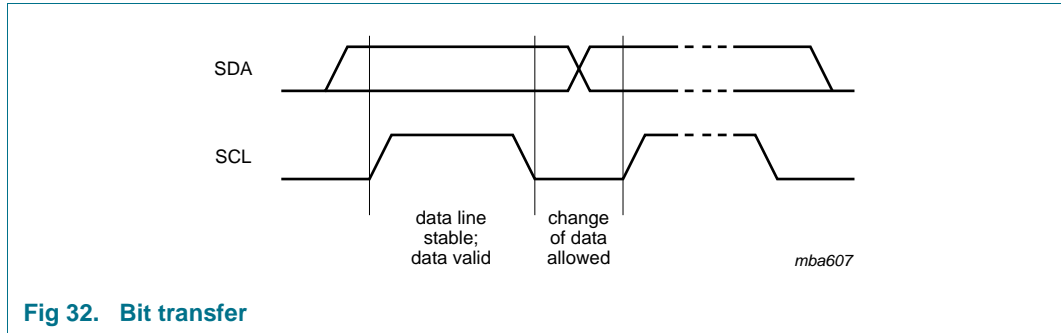 SDA
SCL
data line
stable;
data valid
change
of data
allowed
mba607
Fig 32. Bit transfer